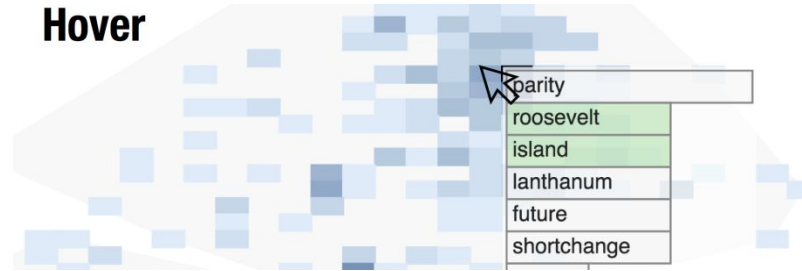 Hover
parity
roosevelt
island
lanthanum
future
shortchange